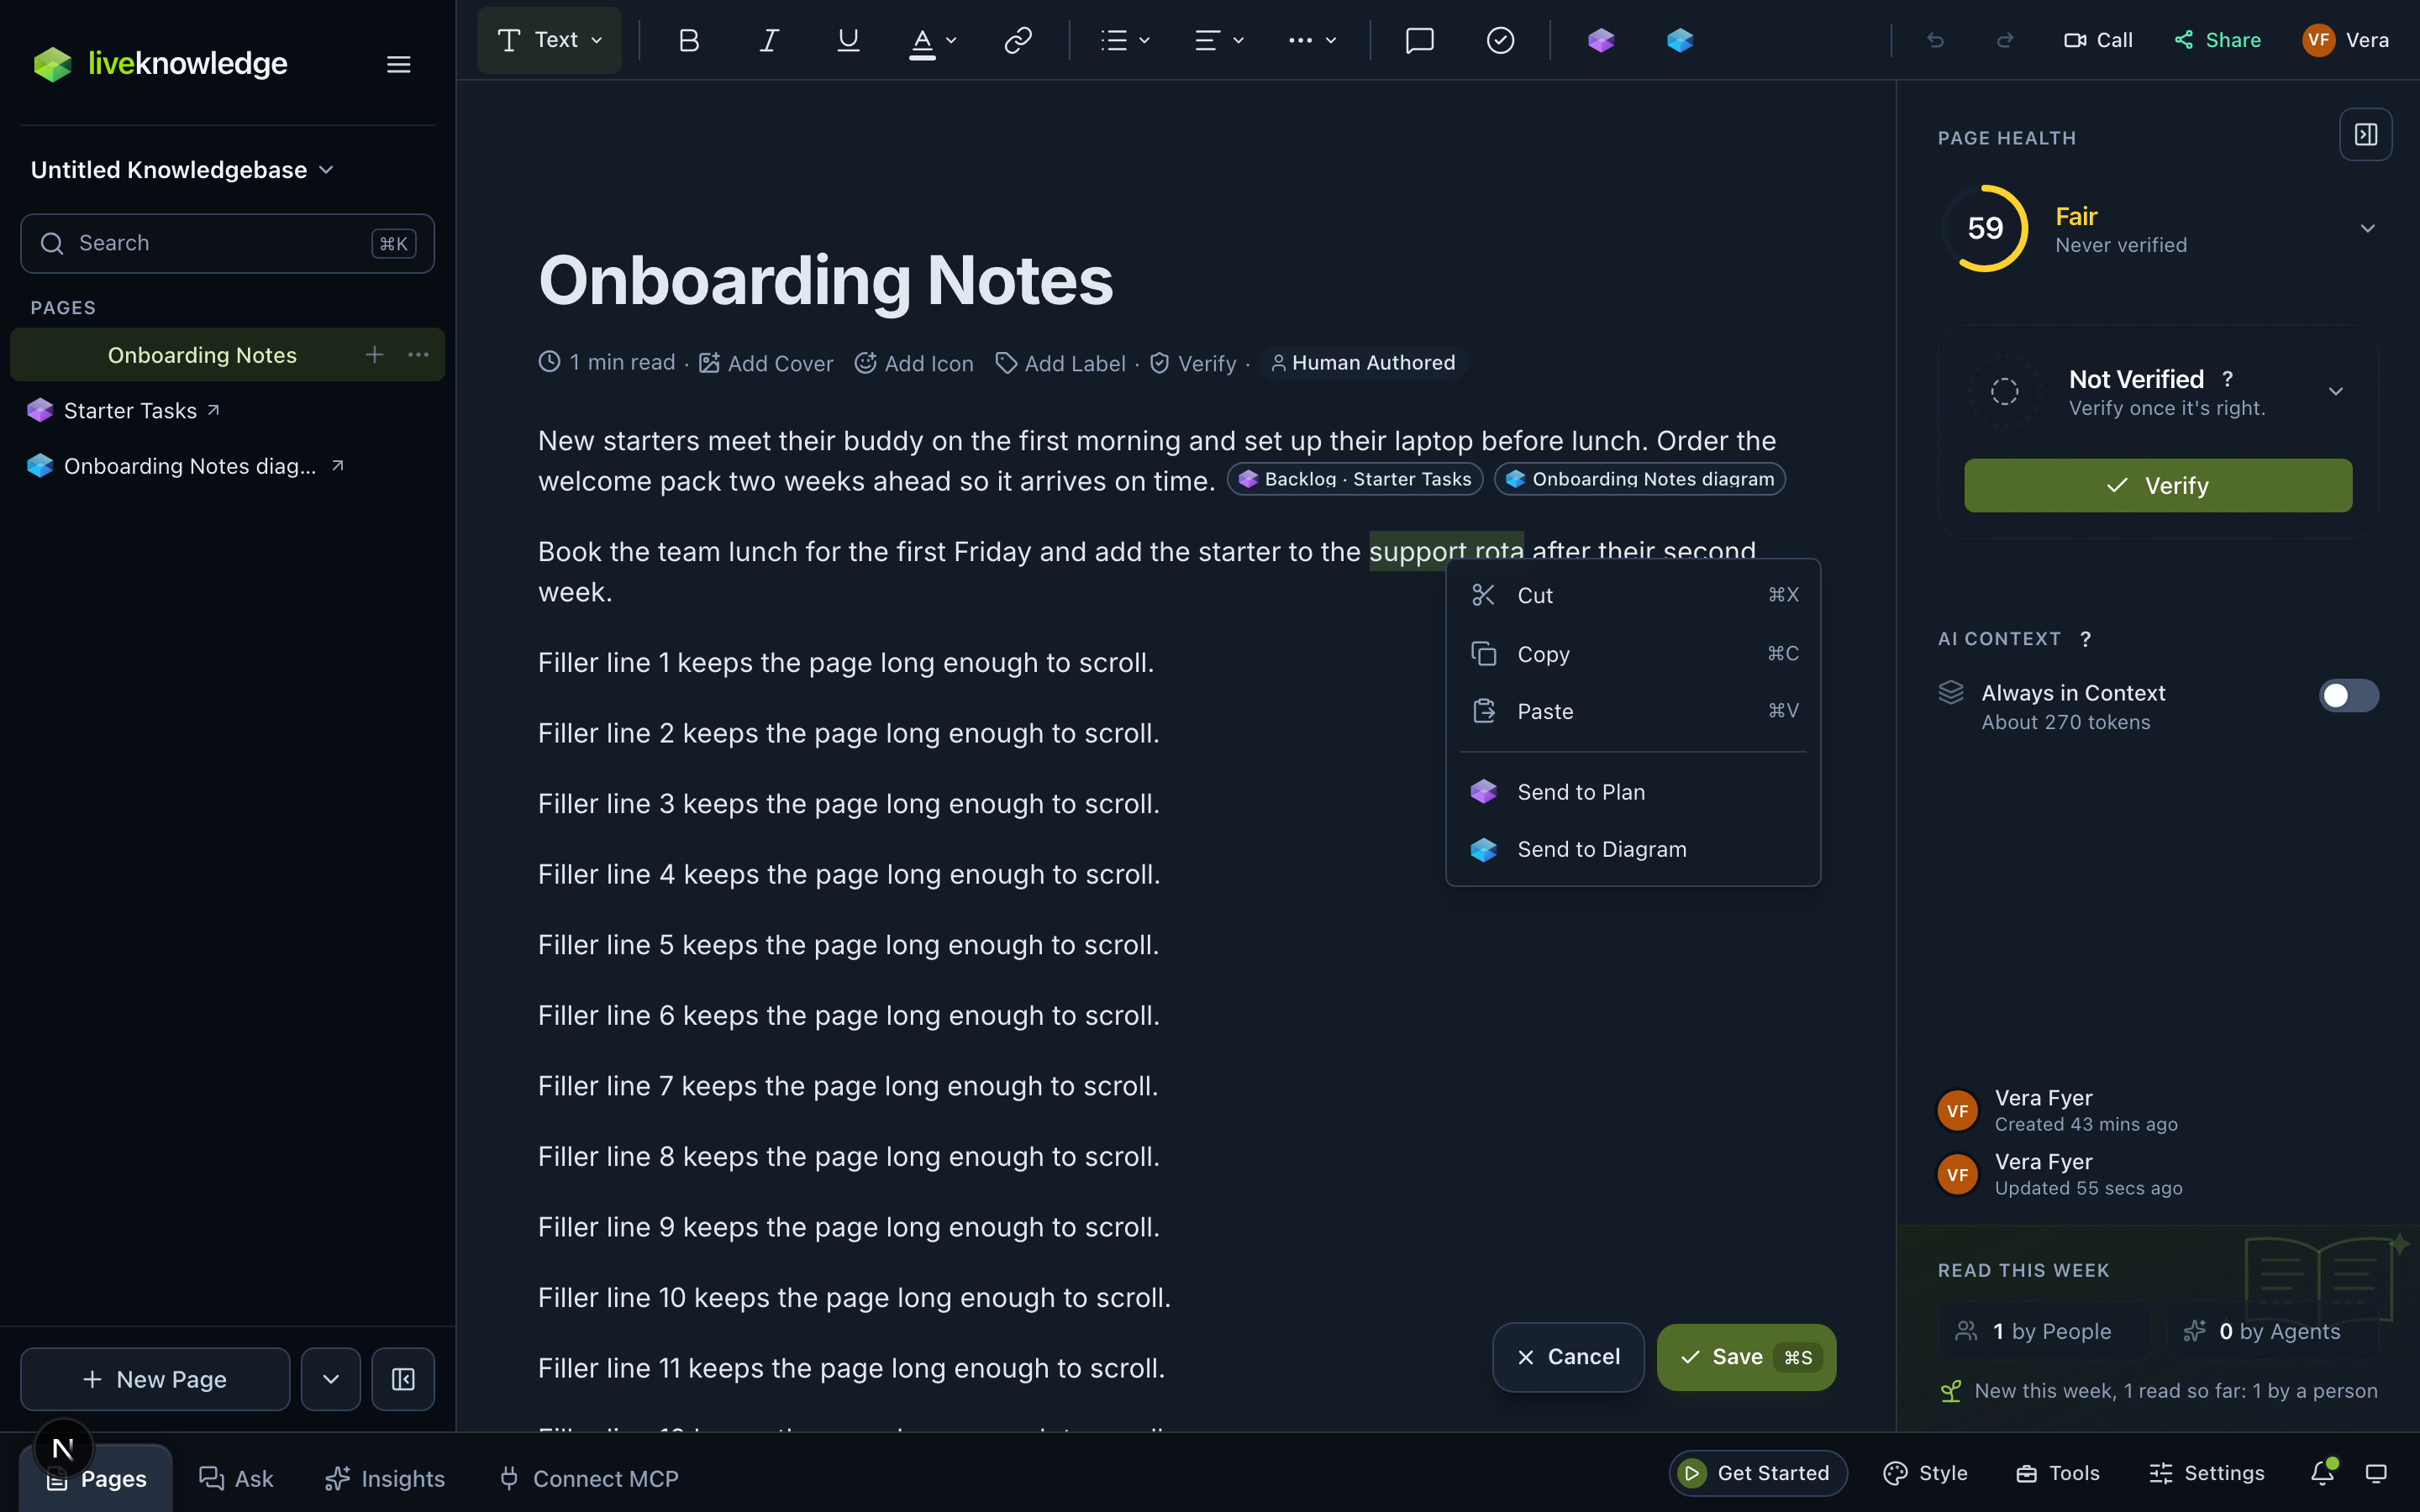 liveknowledge
Text
Call
Share
VF
Vera
Untitled Knowledgebase
Search
⌘K
PAGES
Onboarding Notes
Starter Tasks
Onboarding Notes diag...
New Page
Onboarding Notes
1 min read · Add Cover Add Icon Add Label · Verify · Human Authored
New starters meet their buddy on the first morning and set up their laptop before lunch. Order the
welcome pack two weeks ahead so it arrives on time. Backlog · Starter Tasks Onboarding Notes diagram
Book the team lunch for the first Friday and add the starter to the support rota after their second
week.
Filler line 1 keeps the page long enough to scroll.
Filler line 2 keeps the page long enough to scroll.
Filler line 3 keeps the page long enough to scroll.
Filler line 4 keeps the page long enough to scroll.
Filler line 5 keeps the page long enough to scroll.
Filler line 6 keeps the page long enough to scroll.
Filler line 7 keeps the page long enough to scroll.
Filler line 8 keeps the page long enough to scroll.
Filler line 9 keeps the page long enough to scroll.
Filler line 10 keeps the page long enough to scroll.
Filler line 11 keeps the page long enough to scroll.
Cut ⌘X
Copy ⌘C
Paste ⌘V
Send to Plan
Send to Diagram
Cancel
Save ⌘S
PAGE HEALTH
59
Fair
Never verified
Not Verified ?
Verify once it's right.
Verify
AI CONTEXT ?
Always in Context
About 270 tokens
VF
Vera Fyer
Created 43 mins ago
VF
Vera Fyer
Updated 55 secs ago
READ THIS WEEK
1 by People
0 by Agents
New this week, 1 read so far: 1 by a person
N
Pages
Ask
Insights
Connect MCP
Get Started
Style
Tools
Settings